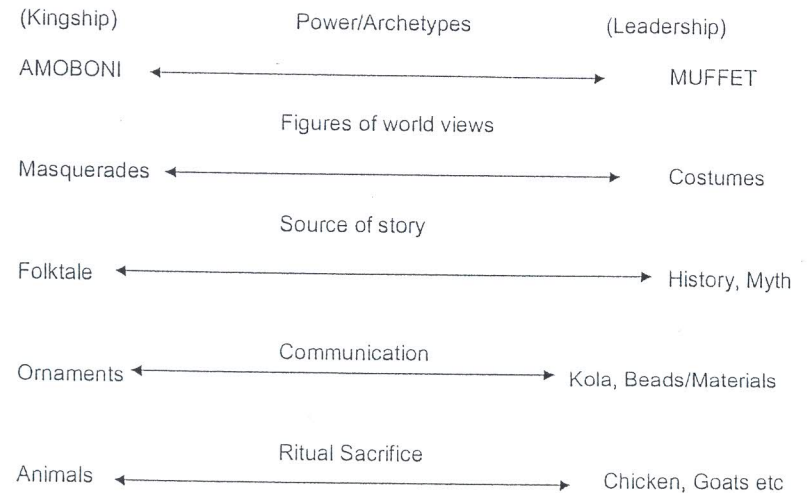 (Kingship) Power/Archetypes (Leadership)
AMOBONI MUFFET
Figures of world views
Masquerades Costumes
Source of story
Folktale History, Myth
Communication
Ornaments Kola, Beads/Materials
Ritual Sacrifice
Animals Chicken, Goats etc